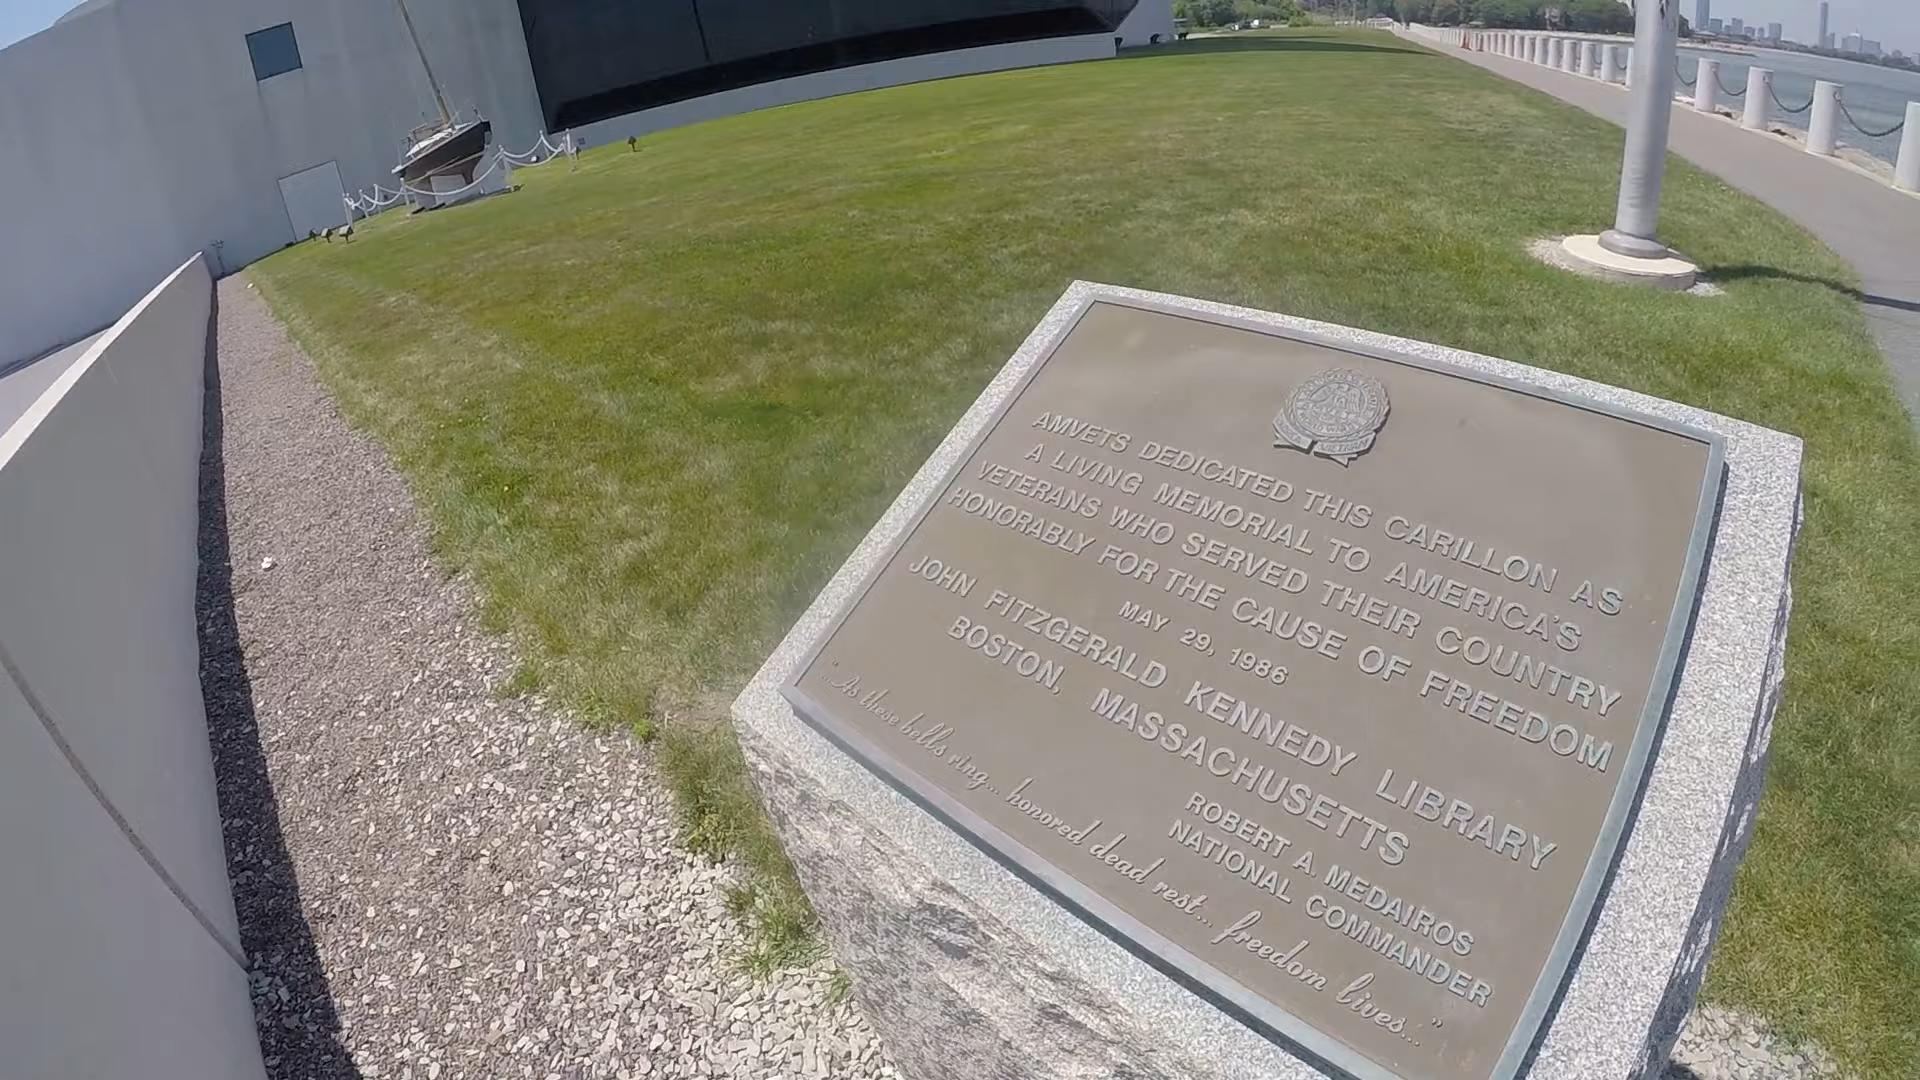 AMVETS DEDICATED THIS CARILLON AS
A LIVING MEMORIAL TO AMERICA'S
VETERANS WHO SERVED THEIR COUNTRY
HONORABLY FOR THE CAUSE OF FREEDOM
MAY 29, 1986
JOHN FITZGERALD KENNEDY LIBRARY
BOSTON, MASSACHUSETTS
ROBERT A. MEDAIROS
NATIONAL COMMANDER
"...As these bells ring... honored dead rest... freedom lives..."